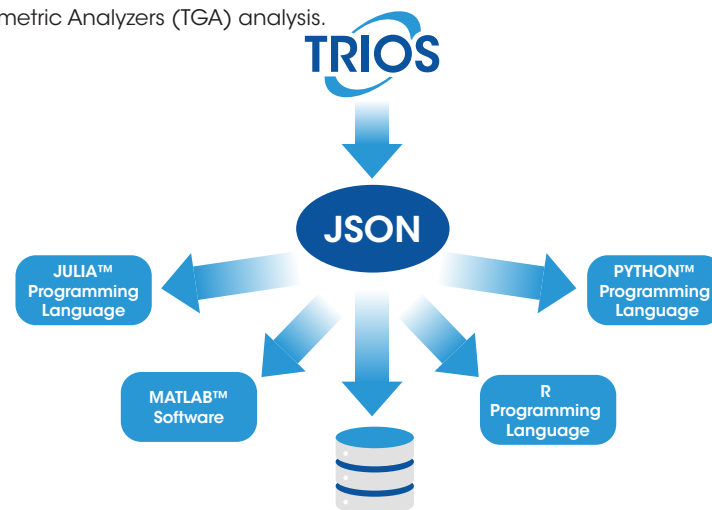 metric Analyzers (TGA) analysis.
TRIOS
JSON
JULIA™
Programming
Language
PYTHON™
Programming
Language
MATLAB™
Software
R
Programming
Language